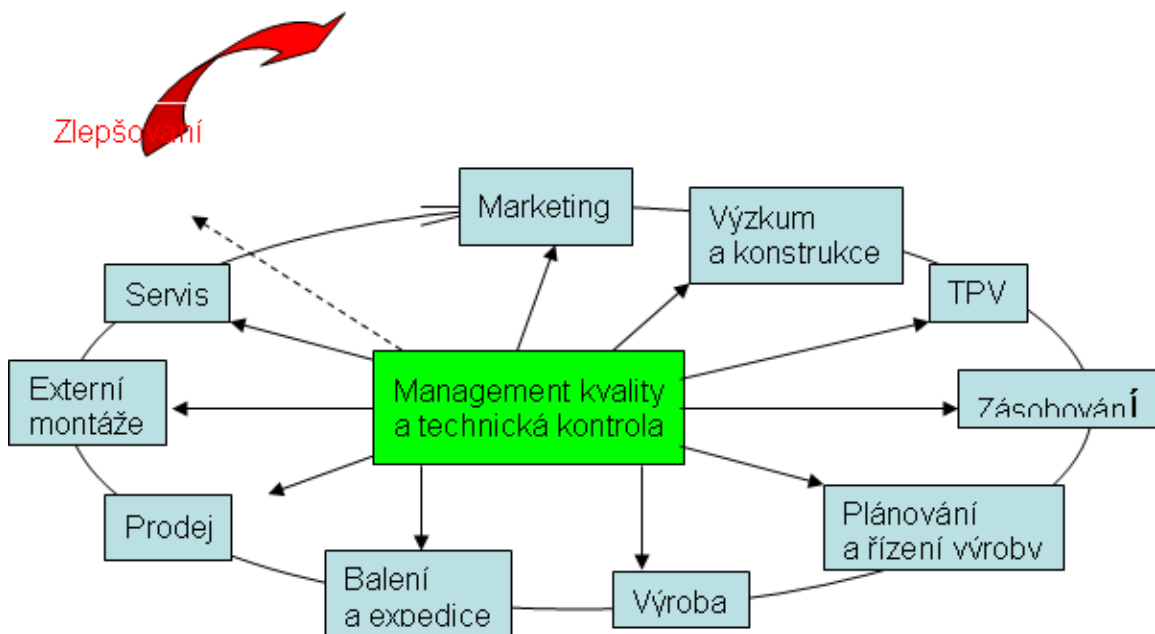 Zlepšování
Marketing
Výzkum
a konstrukce
Servis
TPV
Externí
montáže
Management kvality
a technická kontrola
Zásobování
Prodej
Plánování
a řízení výroby
Balení
a expedice
Výroba